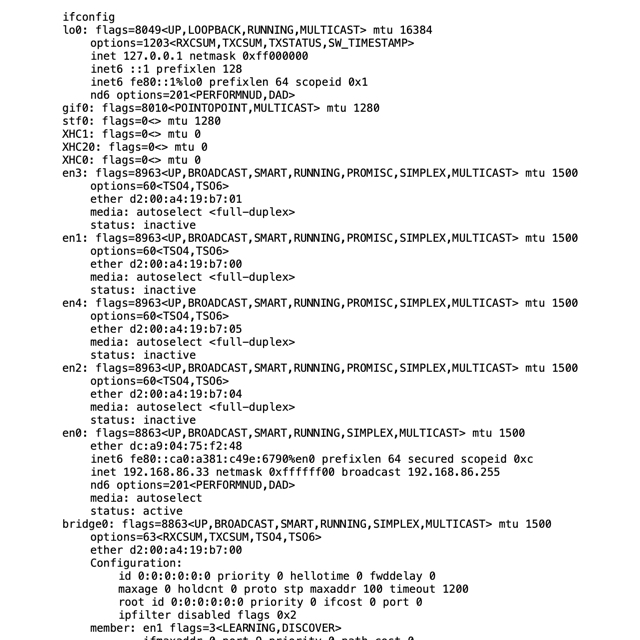 ifconfig
lo0: flags=8049<UP,LOOPBACK,RUNNING,MULTICAST> mtu 16384
options=1203<RXCSUM,TXCSUM,TXSTATUS,SW_TIMESTAMP>
inet 127.0.0.1 netmask 0xff000000
inet6 ::1 prefixlen 128
inet6 fe80::1%lo0 prefixlen 64 scopeid 0x1
nd6 options=201<PERFORMNUD,DAD>
gif0: flags=8010<POINTOPOINT,MULTICAST> mtu 1280
stf0: flags=0<> mtu 1280
XHC1: flags=0<> mtu 0
XHC20: flags=0<> mtu 0
XHC0: flags=0<> mtu 0
en3: flags=8963<UP,BROADCAST,SMART,RUNNING,PROMISC,SIMPLEX,MULTICAST> mtu 1500
options=60<TSO4,TSO6>
ether d2:00:a4:19:b7:01
media: autoselect <full-duplex>
status: inactive
en1: flags=8963<UP,BROADCAST,SMART,RUNNING,PROMISC,SIMPLEX,MULTICAST> mtu 1500
options=60<TSO4,TSO6>
ether d2:00:a4:19:b7:00
media: autoselect <full-duplex>
status: inactive
en4: flags=8963<UP,BROADCAST,SMART,RUNNING,PROMISC,SIMPLEX,MULTICAST> mtu 1500
options=60<TSO4,TSO6>
ether d2:00:a4:19:b7:05
media: autoselect <full-duplex>
status: inactive
en2: flags=8963<UP,BROADCAST,SMART,RUNNING,PROMISC,SIMPLEX,MULTICAST> mtu 1500
options=60<TSO4,TSO6>
ether d2:00:a4:19:b7:04
media: autoselect <full-duplex>
status: inactive
en0: flags=8863<UP,BROADCAST,SMART,RUNNING,SIMPLEX,MULTICAST> mtu 1500
ether dc:a9:04:75:f2:48
inet6 fe80::ca0:a381:c49e:6790%en0 prefixlen 64 secured scopeid 0xc
inet 192.168.86.33 netmask 0xffffff00 broadcast 192.168.86.255
nd6 options=201<PERFORMNUD,DAD>
media: autoselect
status: active
bridge0: flags=8863<UP,BROADCAST,SMART,RUNNING,SIMPLEX,MULTICAST> mtu 1500
options=63<RXCSUM,TXCSUM,TSO4,TSO6>
ether d2:00:a4:19:b7:00
Configuration:
id 0:0:0:0:0:0 priority 0 hellotime 0 fwddelay 0
maxage 0 holdcnt 0 proto stp maxaddr 100 timeout 1200
root id 0:0:0:0:0:0 priority 0 ifcost 0 port 0
ipfilter disabled flags 0x2
member: en1 flags=3<LEARNING,DISCOVER>
ifmaxaddr 0 port 9 priority 0 path cost 0